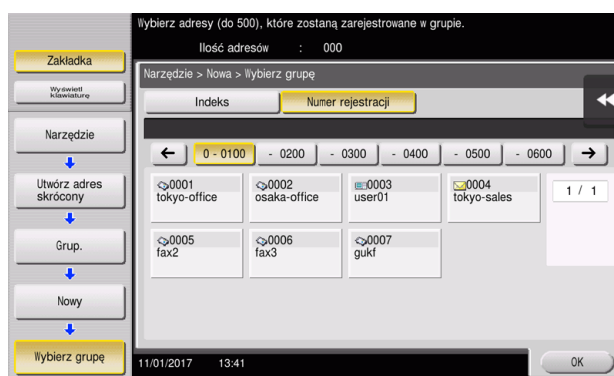 Wybierz adresy (do 500), które zostaną zarejestrowane w grupie.
Ilość adresów : 000
Zakładka
Wyświetl
klawiaturę
Narzędzie > Nowa > Wybierz grupę
Indeks
Numer rejestracji
Narzędzie
0 - 0100
- 0200
- 0300
- 0400
- 0500
- 0600
Utwórz adres
skrócony
0001
tokyo-office
0002
osaka-office
0003
user01
0004
tokyo-sales
1 / 1
Grup.
0005
fax2
0006
fax3
0007
gukf
Nowy
Wybierz grupę
11/01/2017 13:41
OK